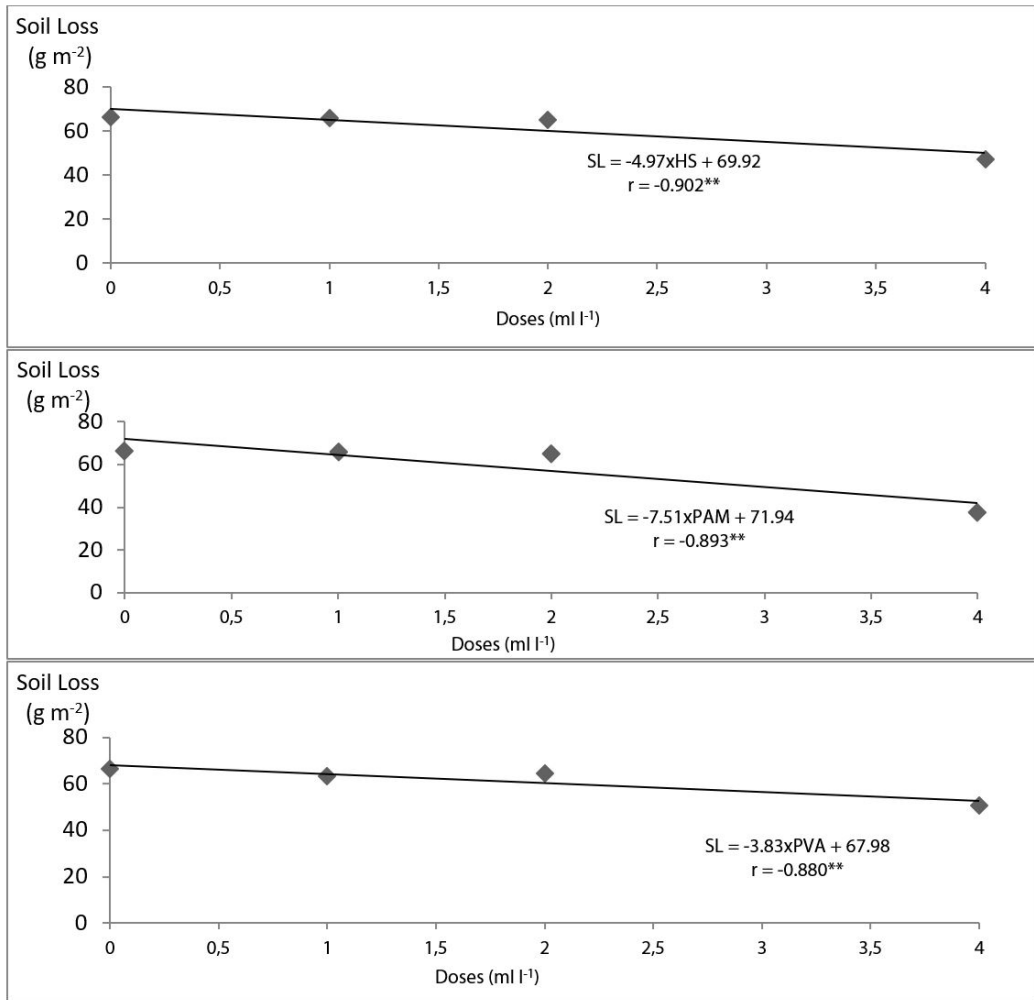 Soil Loss
(g m⁻²)
80
60
40
20
0
0 0,5 1 1,5 2 2,5 3 3,5 4
Doses (ml l⁻¹)
SL = -4.97xHS + 69.92
r = -0.902**
Soil Loss
(g m⁻²)
80
60
40
20
0
0 0,5 1 1,5 2 2,5 3 3,5 4
Doses (ml l⁻¹)
SL = -7.51xPAM + 71.94
r = -0.893**
Soil Loss
(g m⁻²)
80
60
40
20
0
0 0,5 1 1,5 2 2,5 3 3,5 4
Doses (ml l⁻¹)
SL = -3.83xPVA + 67.98
r = -0.880**